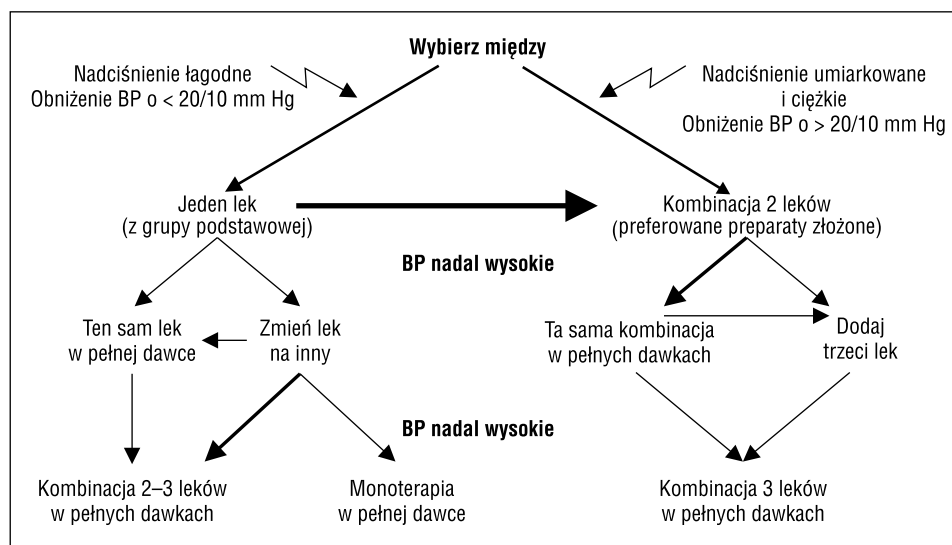 Wybierz między
Nadciśnienie łagodne
Obniżenie BP o < 20/10 mm Hg
Nadciśnienie umiarkowane
i ciężkie
Obniżenie BP o > 20/10 mm Hg
Jeden lek
(z grupy podstawowej)
Kombinacja 2 leków
(preferowane preparaty złożone)
BP nadal wysokie
Ten sam lek
w pełnej dawce
Zmień lek
na inny
Ta sama kombinacja
w pełnych dawkach
Dodaj
trzeci lek
BP nadal wysokie
Kombinacja 2–3 leków
w pełnych dawkach
Monoterapia
w pełnej dawce
Kombinacja 3 leków
w pełnych dawkach